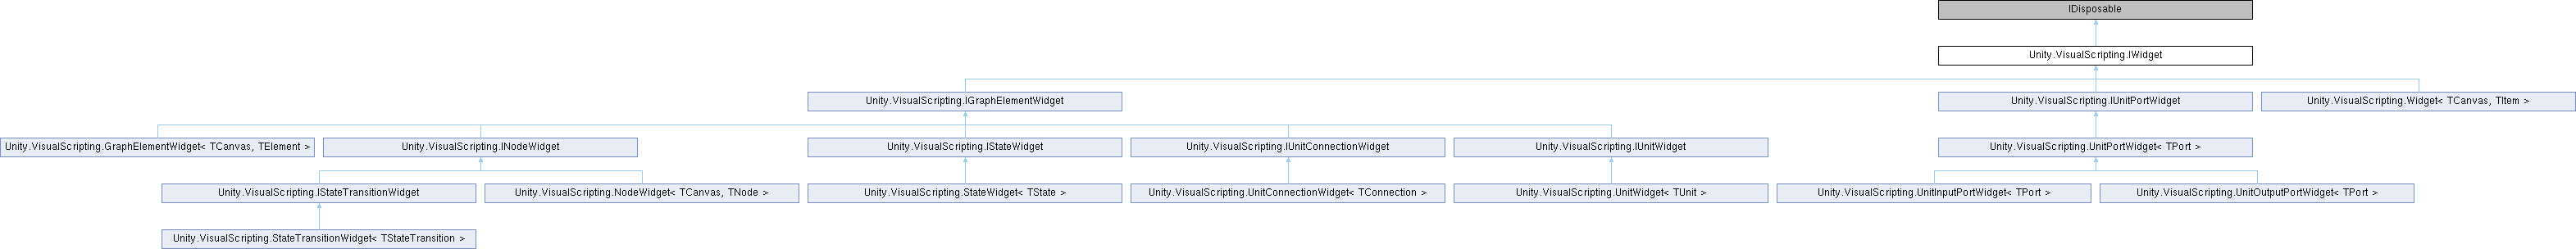 IDisposable
Unity.VisualScripting.IWidget
Unity.VisualScripting.IGraphElementWidget
Unity.VisualScripting.IUnitPortWidget
Unity.VisualScripting.Widget< TCanvas, TItem >
Unity.VisualScripting.GraphElementWidget< TCanvas, TElement >
Unity.VisualScripting.INodeWidget
Unity.VisualScripting.IStateWidget
Unity.VisualScripting.IUnitConnectionWidget
Unity.VisualScripting.IUnitWidget
Unity.VisualScripting.UnitPortWidget< TPort >
Unity.VisualScripting.IStateTransitionWidget
Unity.VisualScripting.NodeWidget< TCanvas, TNode >
Unity.VisualScripting.StateWidget< TState >
Unity.VisualScripting.UnitConnectionWidget< TConnection >
Unity.VisualScripting.UnitWidget< TUnit >
Unity.VisualScripting.UnitInputPortWidget< TPort >
Unity.VisualScripting.UnitOutputPortWidget< TPort >
Unity.VisualScripting.StateTransitionWidget< TStateTransition >